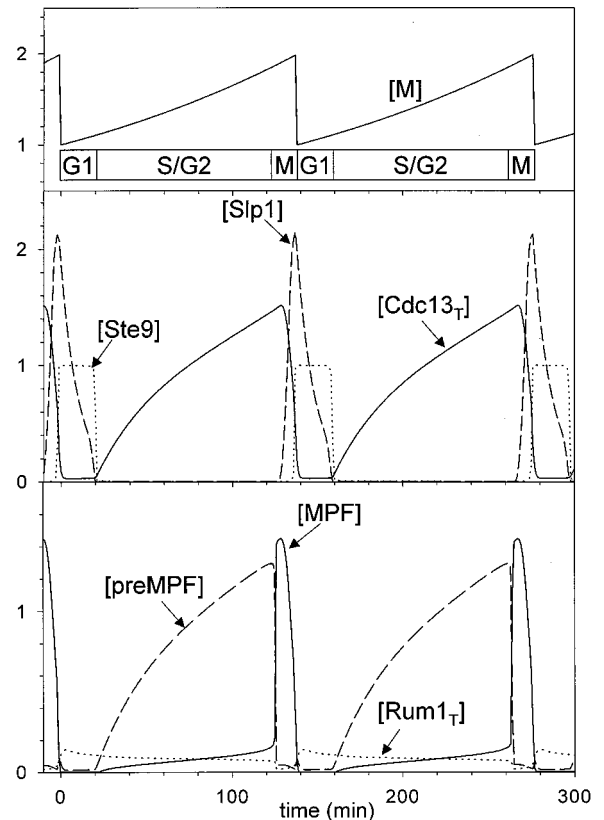 2
[M]
1
G1 S/G2 M G1 S/G2 M
[Slp1]
2
[Cdc13T]
[Ste9]
1
0
[MPF]
[preMPF]
1
[Rum1T]
0
0 100 200 300
time (min)